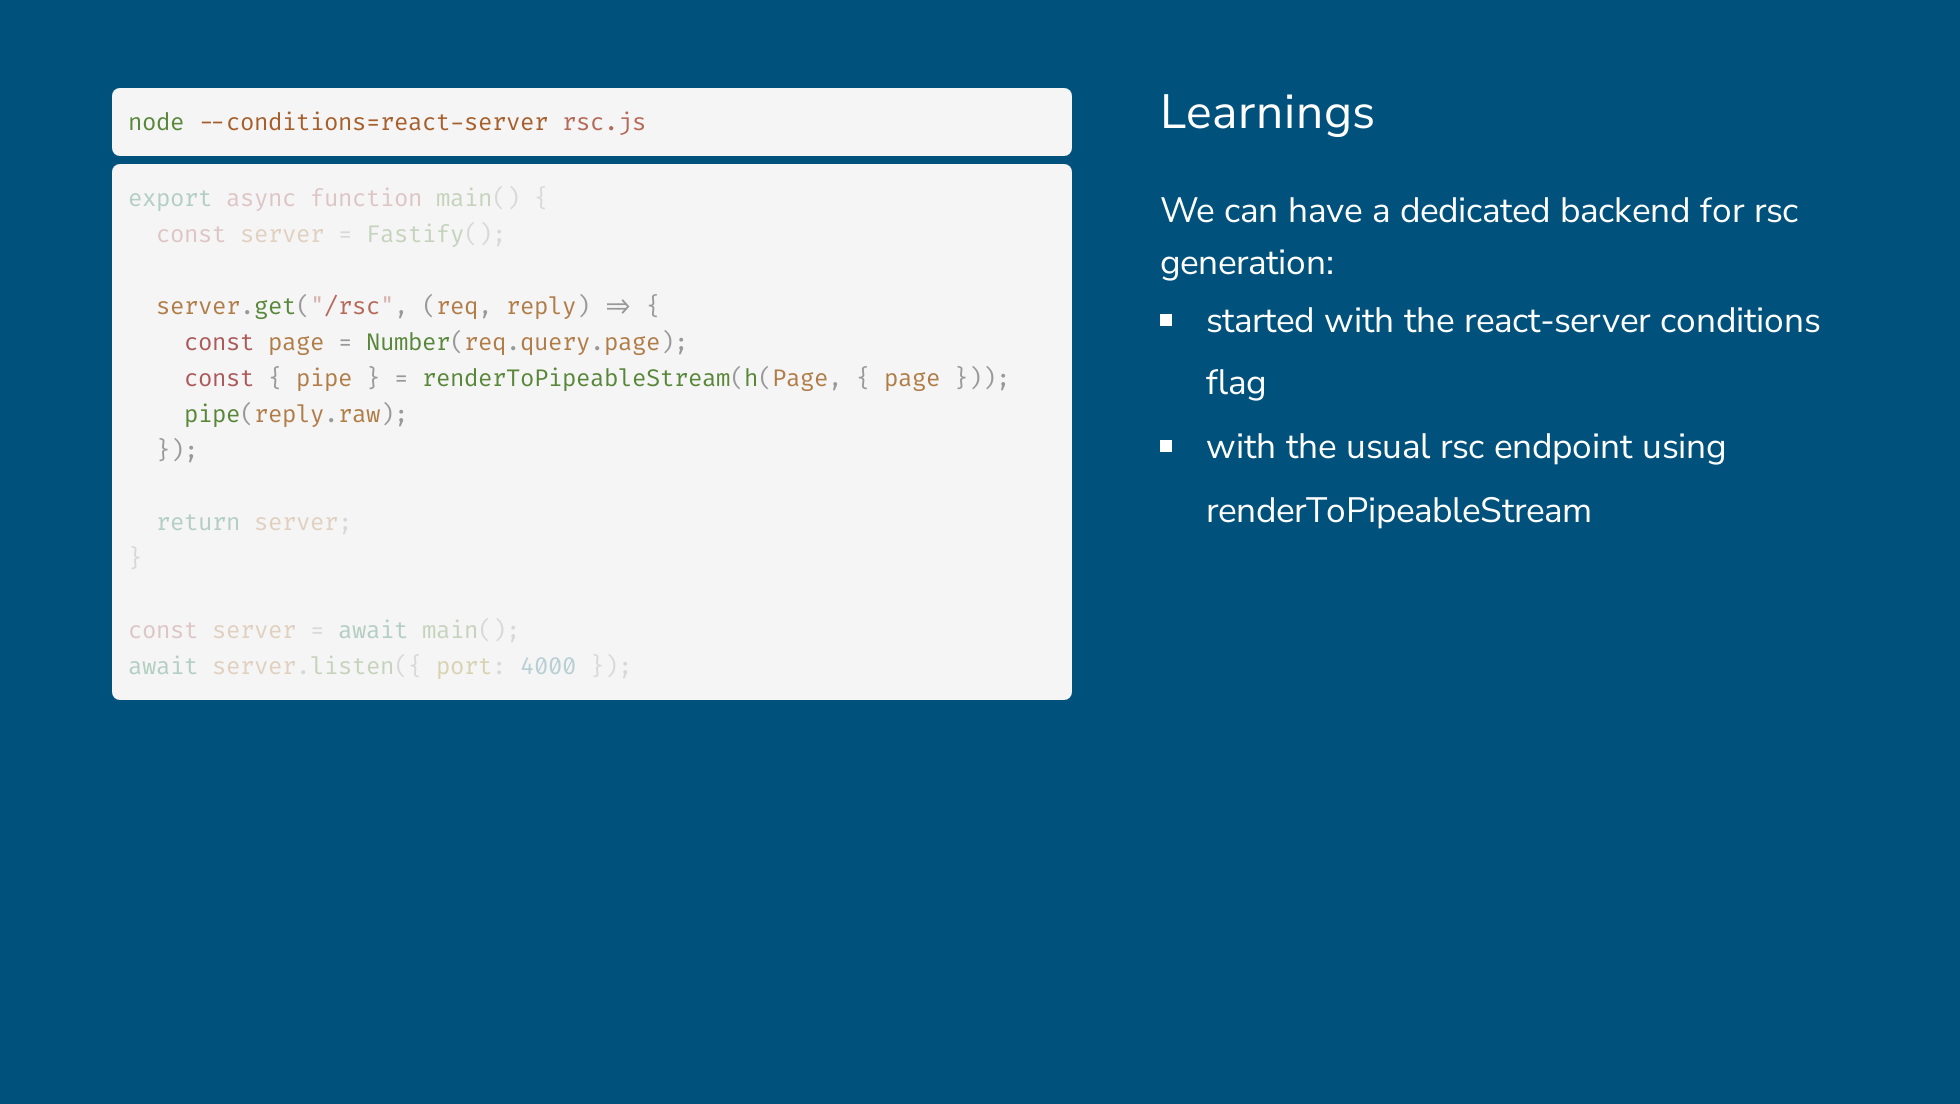 node --conditions=react-server rsc.js
export async function main() {
  const server = Fastify();

  server.get("/rsc", (req, reply) => {
    const page = Number(req.query.page);
    const { pipe } = renderToPipeableStream(h(Page, { page }));
    pipe(reply.raw);
  });

  return server;
}

const server = await main();
await server.listen({ port: 4000 });
Learnings
We can have a dedicated backend for rsc
generation:
▪ started with the react-server conditions
flag
▪ with the usual rsc endpoint using
renderToPipeableStream